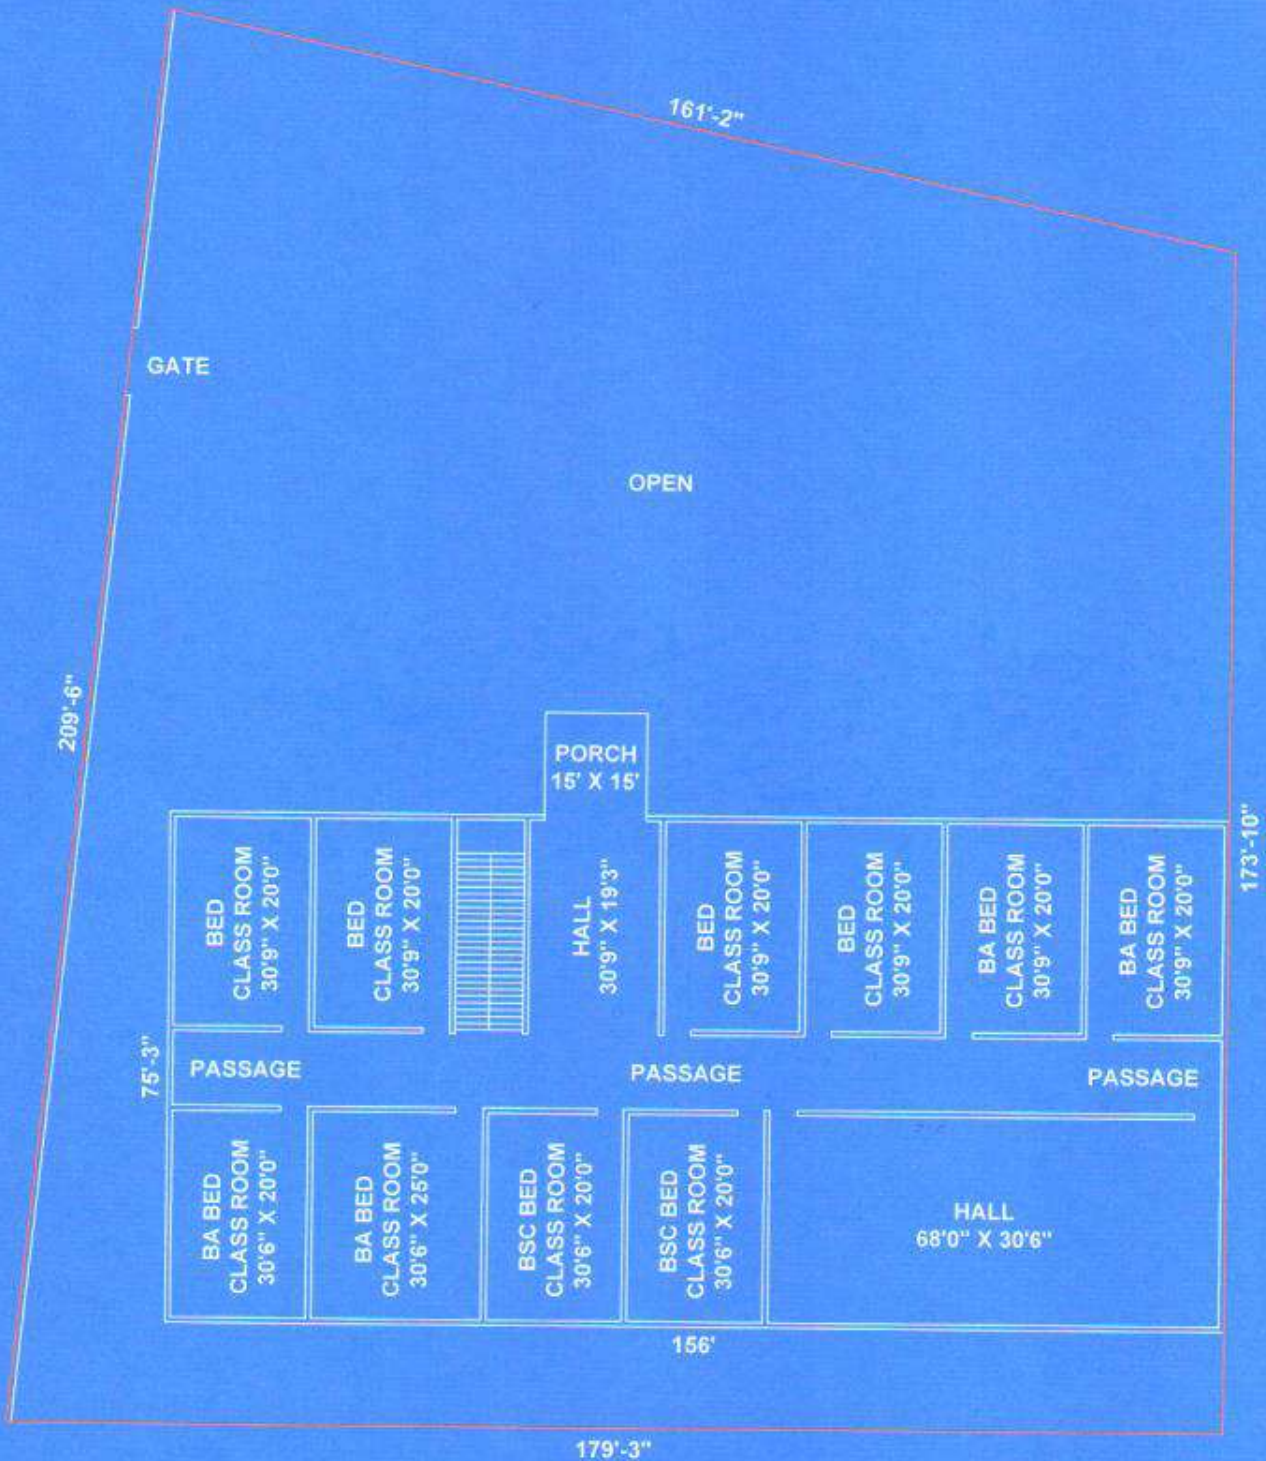 161'-2"
GATE
OPEN
209'-6"
PORCH
15' X 15'
173'-10"
BED
CLASS ROOM
30'9" X 20'0"
BED
CLASS ROOM
30'9" X 20'0"
HALL
30'9" X 19'3"
BED
CLASS ROOM
30'9" X 20'0"
BED
CLASS ROOM
30'9" X 20'0"
BA BED
CLASS ROOM
30'9" X 20'0"
BA BED
CLASS ROOM
30'9" X 20'0"
75'-3"
PASSAGE
PASSAGE
PASSAGE
BA BED
CLASS ROOM
30'6" X 20'0"
BA BED
CLASS ROOM
30'6" X 25'0"
BSC BED
CLASS ROOM
30'6" X 20'0"
BSC BED
CLASS ROOM
30'6" X 20'0"
HALL
68'0" X 30'6"
156'
179'-3"